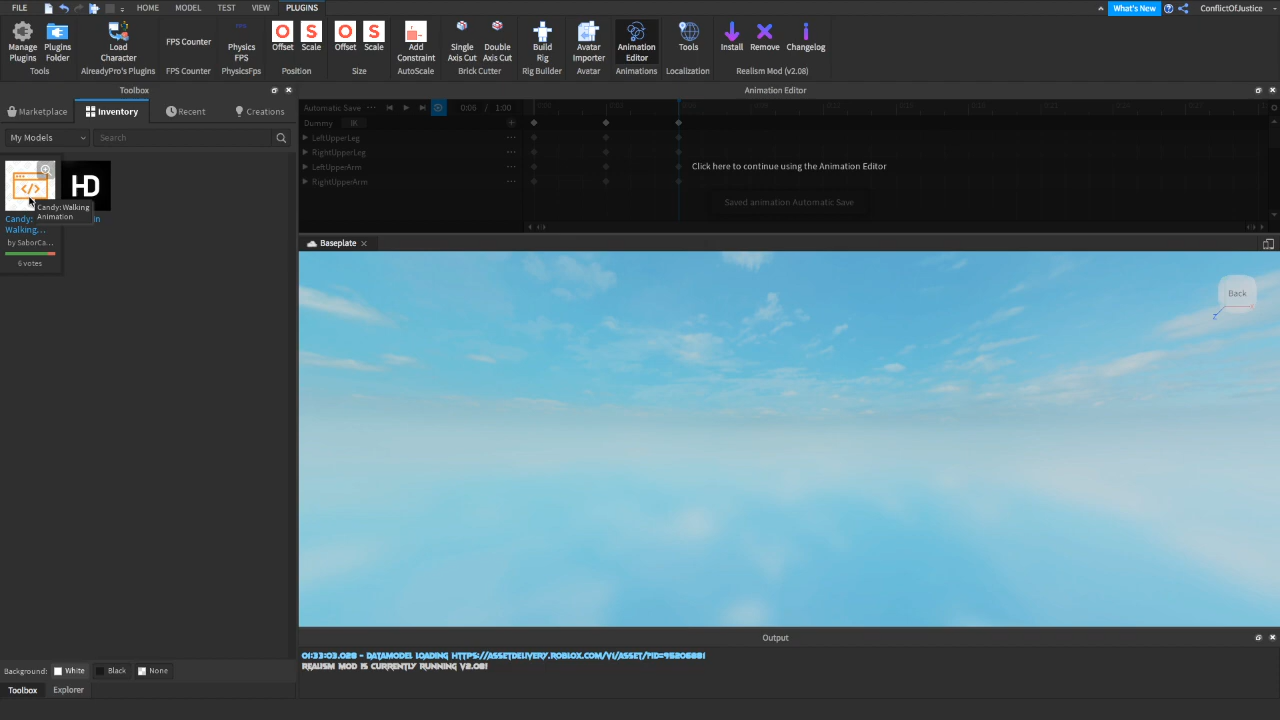 FILE HOME MODEL TEST VIEW PLUGINS What's New ConflictOfJustice
Manage Plugins Plugins Folder Load Character FPS Counter Physics FPS Offset Scale Offset Scale Add Constraint Single Axis Cut Double Axis Cut Build Rig Avatar Importer Animation Editor Tools Install Remove Changelog
Tools AlreadyPro's Plugins FPS Counter PhysicsFps Position Size AutoScale Brick Cutter Rig Builder Avatar Animations Localization Realism Mod (v2.08)
Toolbox
Marketplace Inventory Recent Creations
My Models Search
HD
Candy: Walking Animation
Candy:
Walking...
by SaborCa...
6 votes
Background: White Black None
Toolbox Explorer
Animation Editor
Automatic Save ... 0:06 / 1:00
Dummy IK
LeftUpperLeg
RightUpperLeg
LeftUpperArm
RightUpperArm
Click here to continue using the Animation Editor
Saved animation Automatic Save
Baseplate
Back
Z
Output
01:33:03.028 - DATAMODEL LOADING HTTPS://ASSETDELIVERY.ROBLOX.COM/V1/ASSET/?ID=95206881
REALISM MOD IS CURRENTLY RUNNING V2.08!